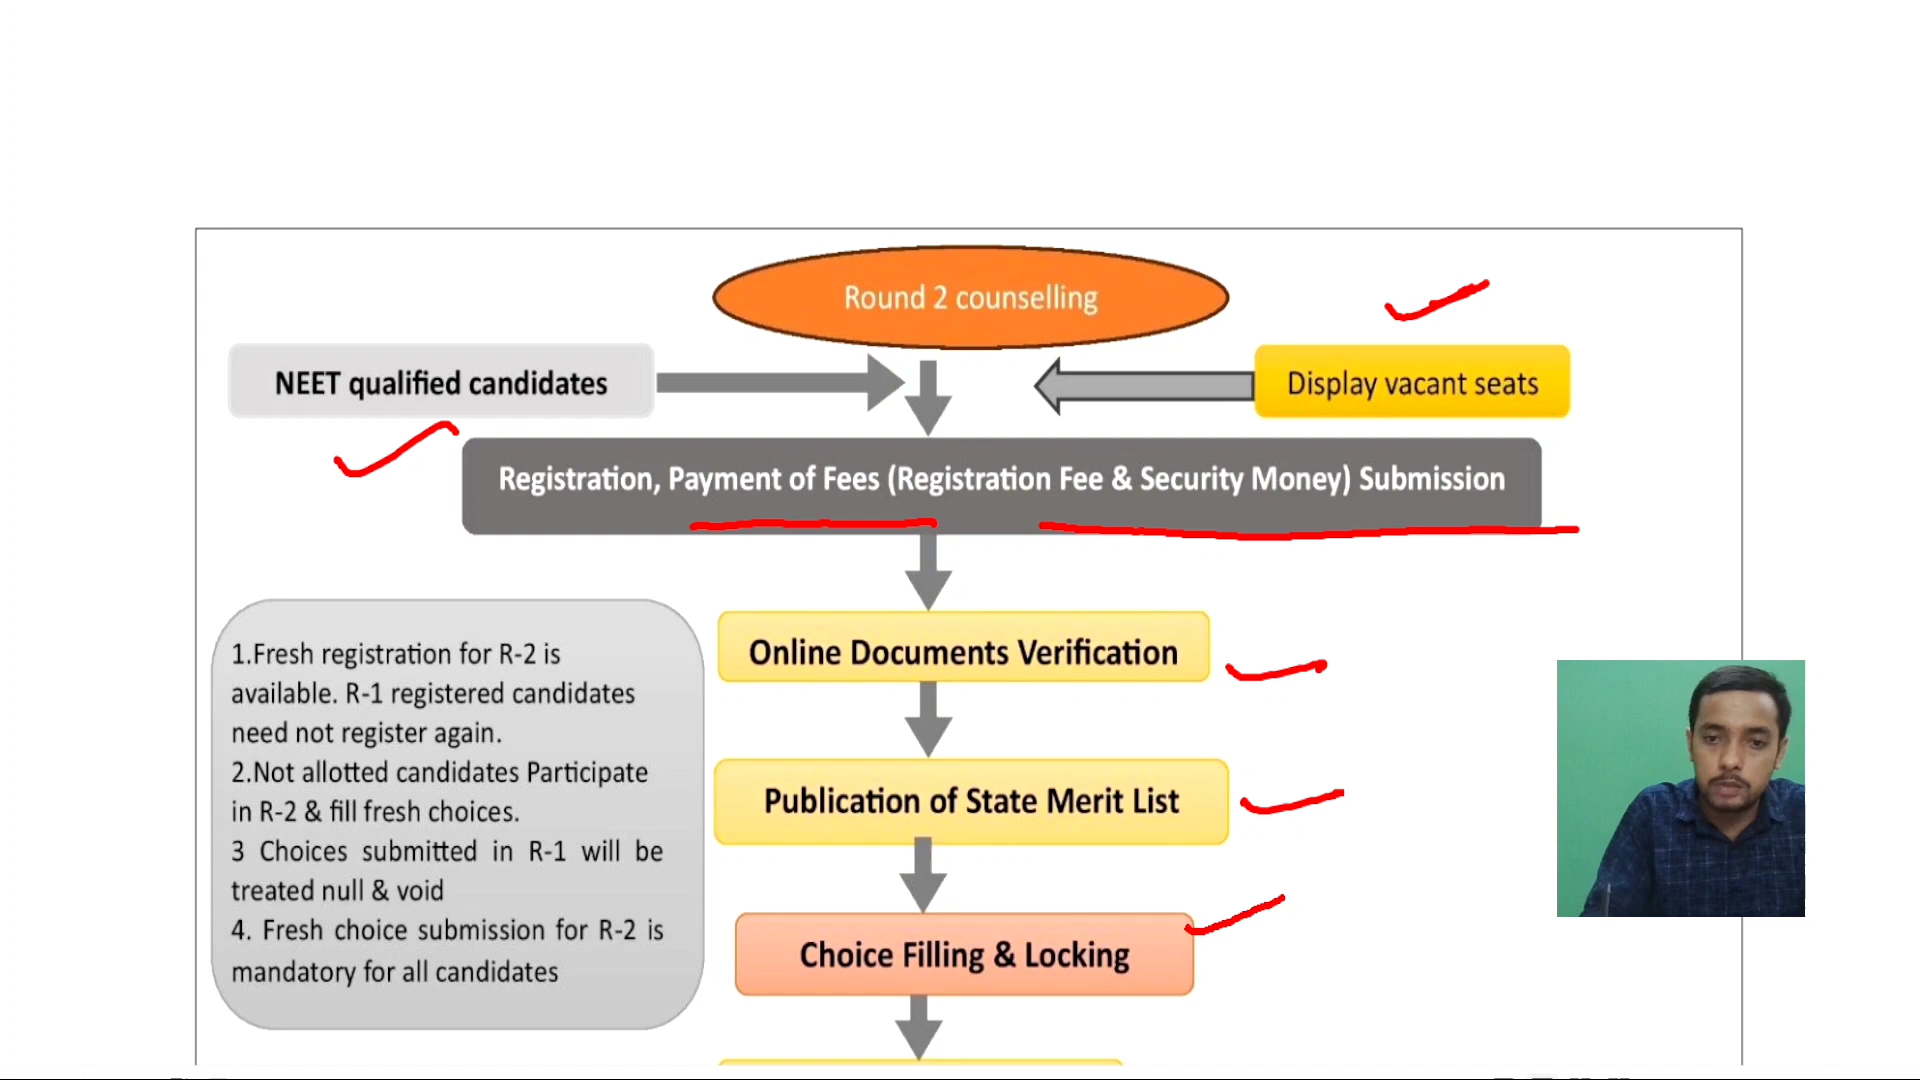 Round 2 counselling
NEET qualified candidates
Display vacant seats
Registration, Payment of Fees (Registration Fee & Security Money) Submission
Online Documents Verification
Publication of State Merit List
Choice Filling & Locking
1.Fresh registration for R-2 is
available. R-1 registered candidates
need not register again.
2.Not allotted candidates Participate
in R-2 & fill fresh choices.
3 Choices submitted in R-1 will be
treated null & void
4. Fresh choice submission for R-2 is
mandatory for all candidates